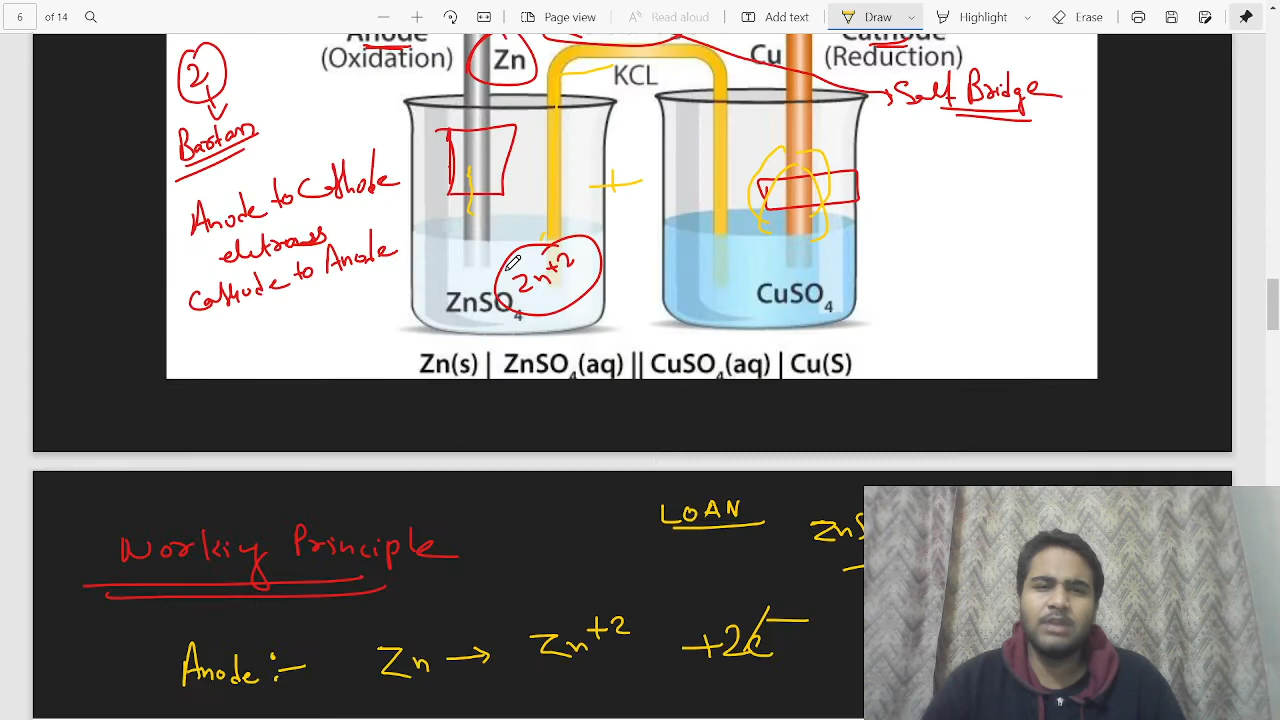 6 of 14
Page view
Read aloud
Add text
Draw
Highlight
Erase
Anode
(Oxidation)
Zn
KCL
Cu
Cathode
(Reduction)
Salt Bridge
2
Bartan
Anode to Cathode
eletrons
Cathode to Anode
Zn+2
ZnSO4
CuSO4
Zn(s) | ZnSO4(aq) || CuSO4(aq) | Cu(S)
LOAN
Working Principle
Anode :- Zn → Zn+2 +2e-